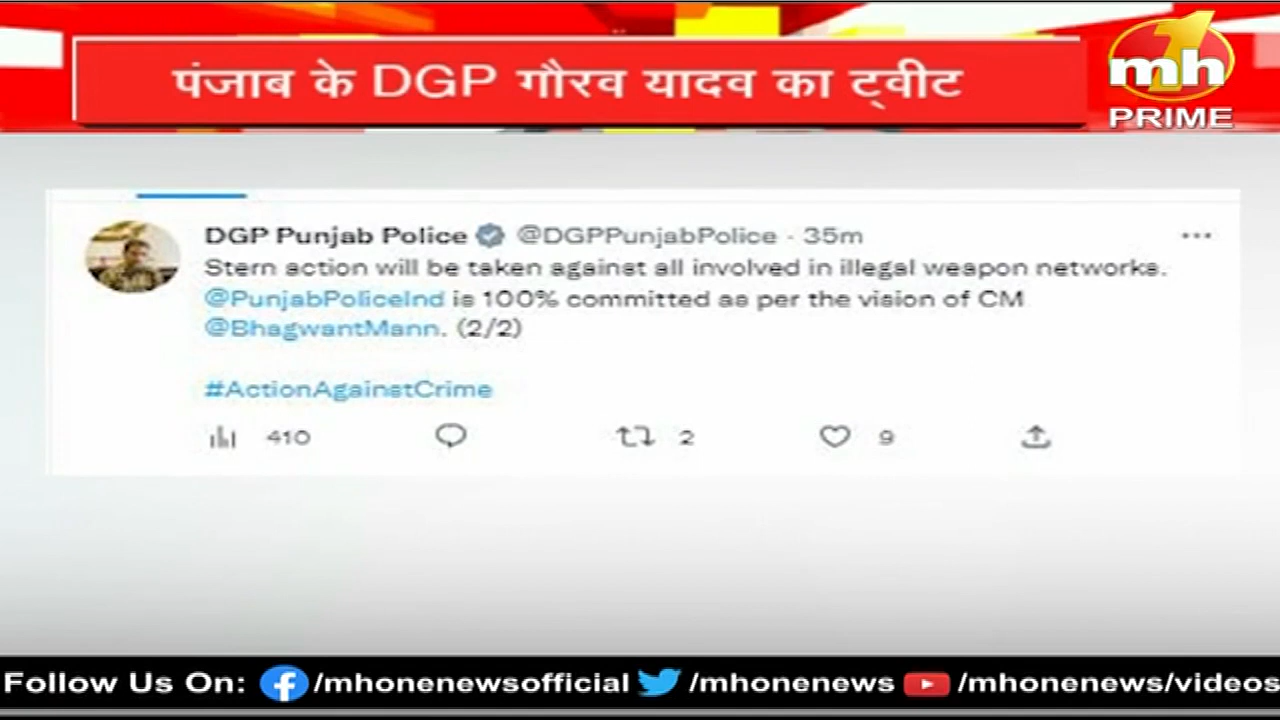 पंजाब के DGP गौरव यादव का ट्वीट
mh1
PRIME
DGP Punjab Police @DGPPunjabPolice · 35m
Stern action will be taken against all involved in illegal weapon networks.
@PunjabPoliceInd is 100% committed as per the vision of CM
@BhagwantMann. (2/2)
#ActionAgainstCrime
410 2 9
Follow Us On: /mhonenewsofficial /mhonenews /mhonenews/videos